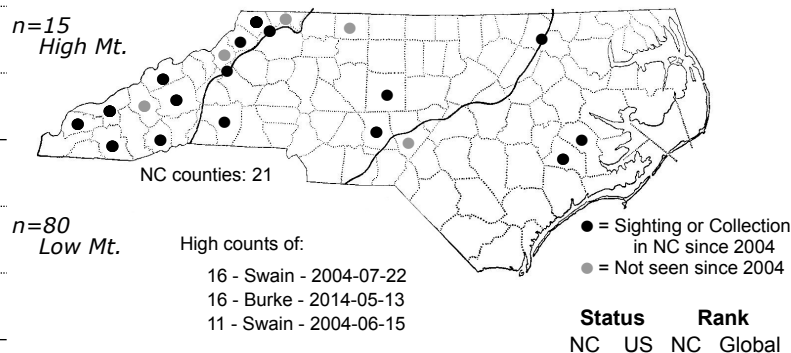 n=15
High Mt.
NC counties: 21
n=80
Low Mt.
High counts of:
16 - Swain - 2004-07-22
16 - Burke - 2014-05-13
11 - Swain - 2004-06-15
= Sighting or Collection
in NC since 2004
= Not seen since 2004
Status Rank
NC US NC Global